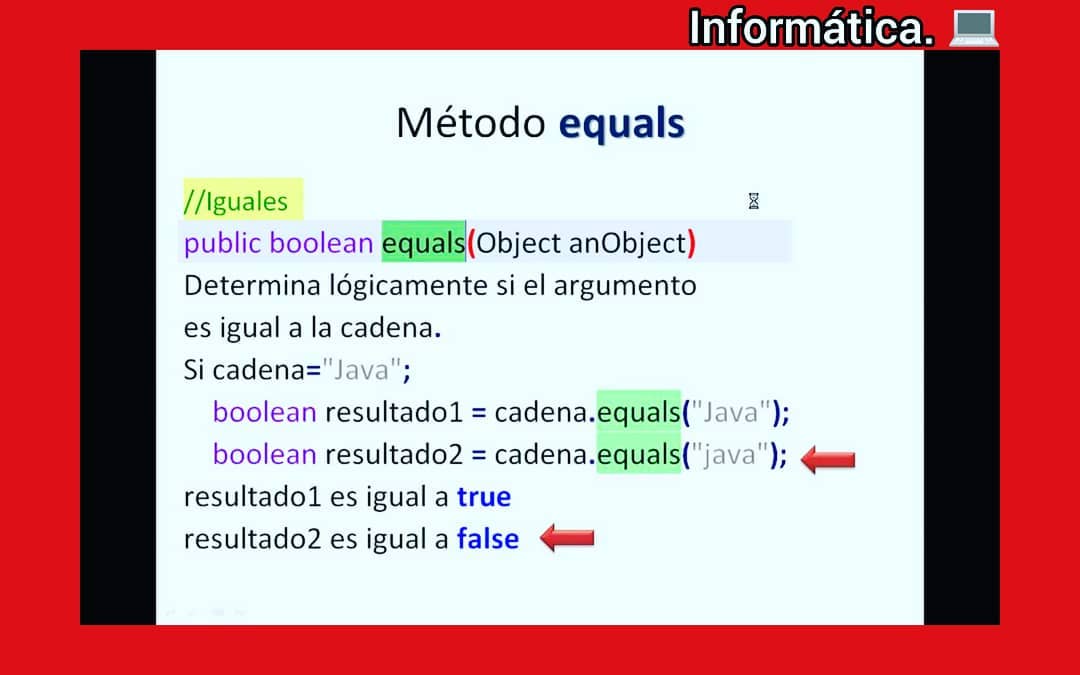 Informática.
Método equals
//Iguales
public boolean equals(Object anObject)
Determina lógicamente si el argumento
es igual a la cadena.
Si cadena="Java";
boolean resultado1 = cadena.equals("Java");
boolean resultado2 = cadena.equals("java");
resultado1 es igual a true
resultado2 es igual a false